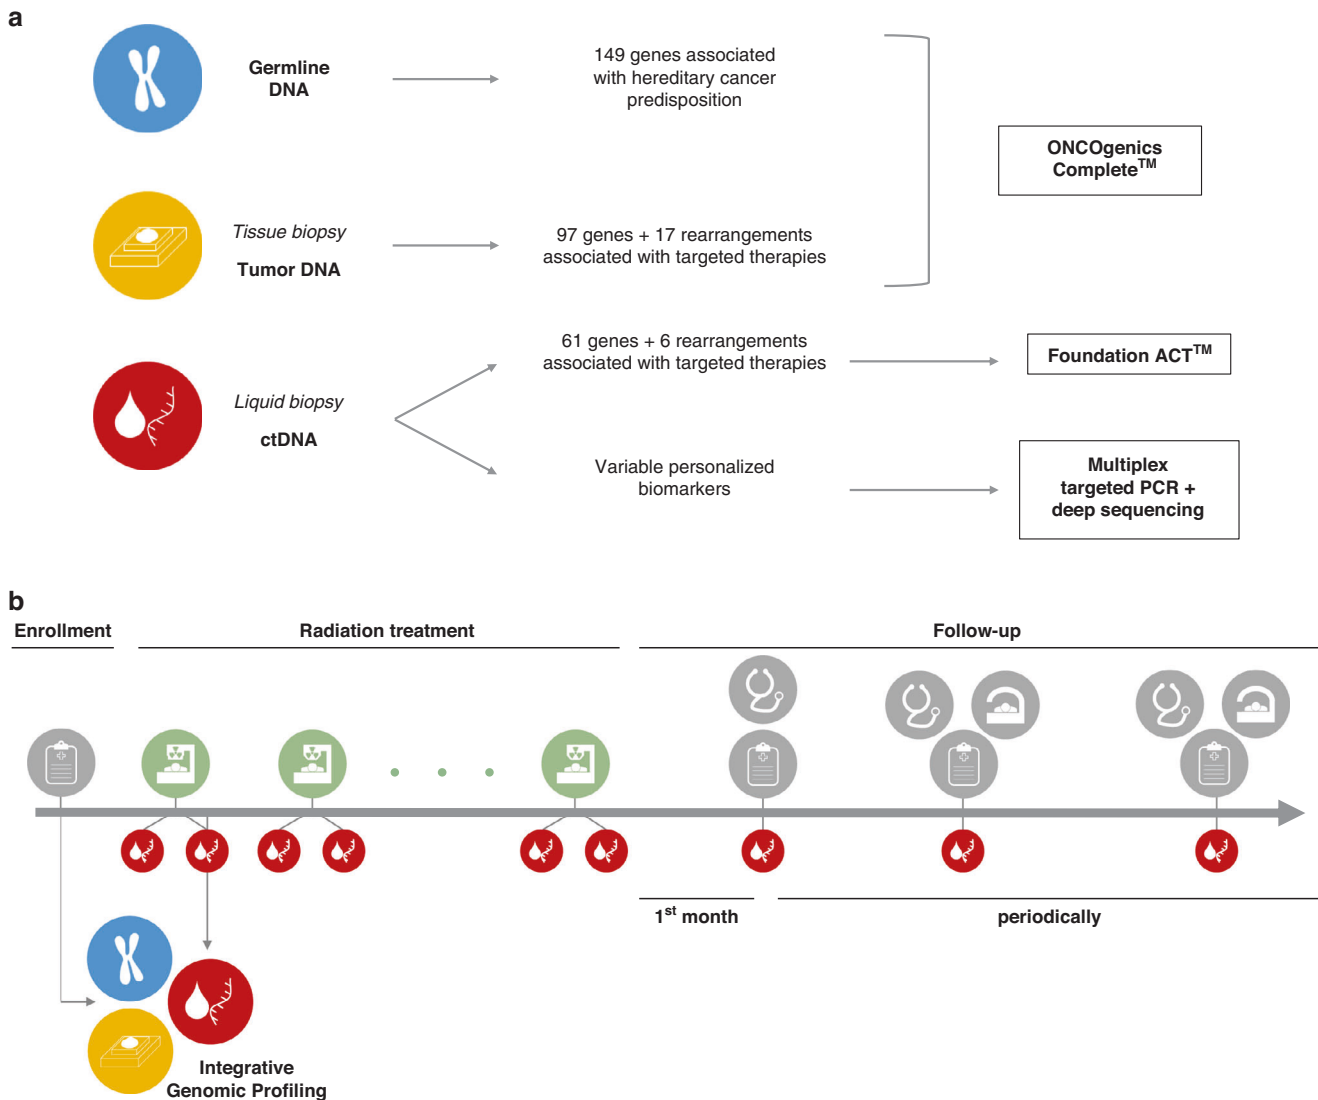 a
Germline
DNA
149 genes associated
with hereditary cancer
predisposition
ONCOgenics
Complete™
Tissue biopsy
Tumor DNA
97 genes + 17 rearrangements
associated with targeted therapies
Liquid biopsy
ctDNA
61 genes + 6 rearrangements
associated with targeted therapies
Foundation ACT™
Variable personalized
biomarkers
Multiplex
targeted PCR +
deep sequencing
b
Enrollment
Radiation treatment
Follow-up
1st month
periodically
Integrative
Genomic Profiling